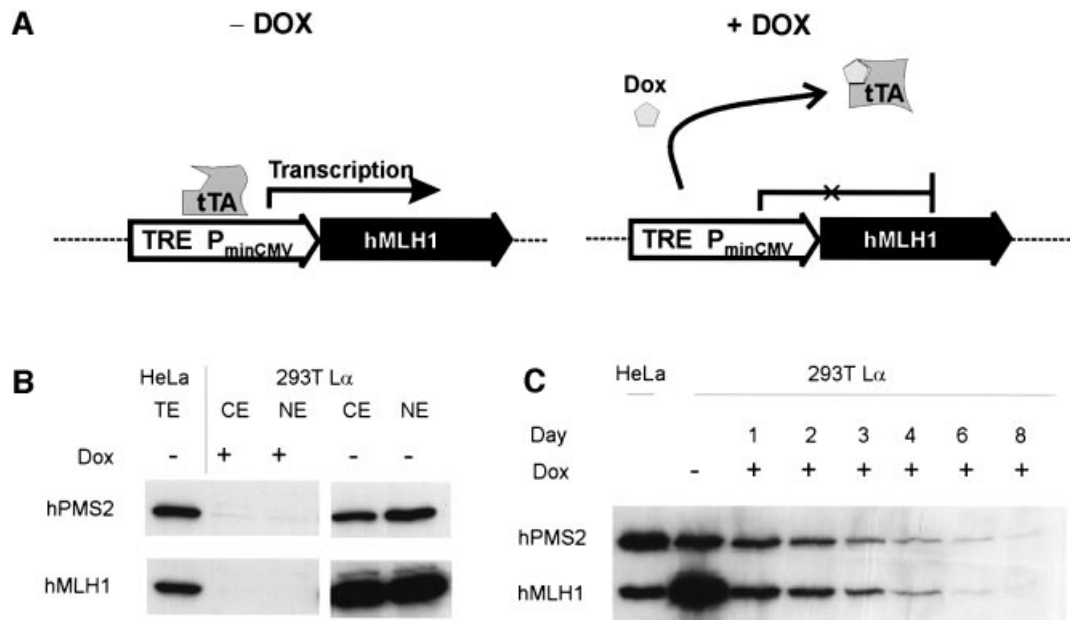 A
– DOX
+ DOX
Dox
tTA
Transcription
tTA
TRE PminCMV
hMLH1
TRE PminCMV
hMLH1
B
HeLa 293T Lα
TE CE NE CE NE
Dox - + + - -
hPMS2
hMLH1
C
HeLa 293T Lα
Day 1 2 3 4 6 8
Dox - + + + + + +
hPMS2
hMLH1